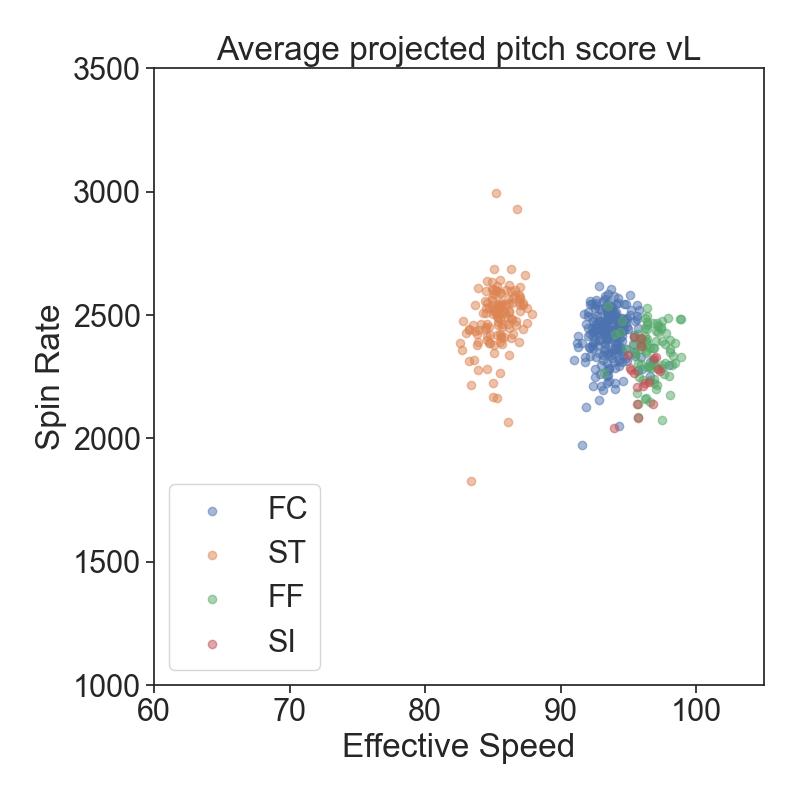 Average projected pitch score vL
3500
3000
2500
2000
1500
1000
Spin Rate
FC
ST
FF
SI
60 70 80 90 100
Effective Speed